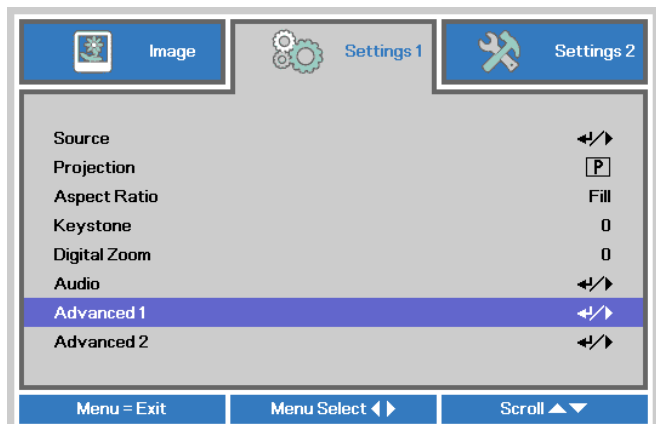 Image Settings 1 Settings 2
Source ↵/▶
Projection P
Aspect Ratio Fill
Keystone 0
Digital Zoom 0
Audio ↵/▶
Advanced 1 ↵/▶
Advanced 2 ↵/▶
Menu = Exit Menu Select ◀ ▶ Scroll ▲▼